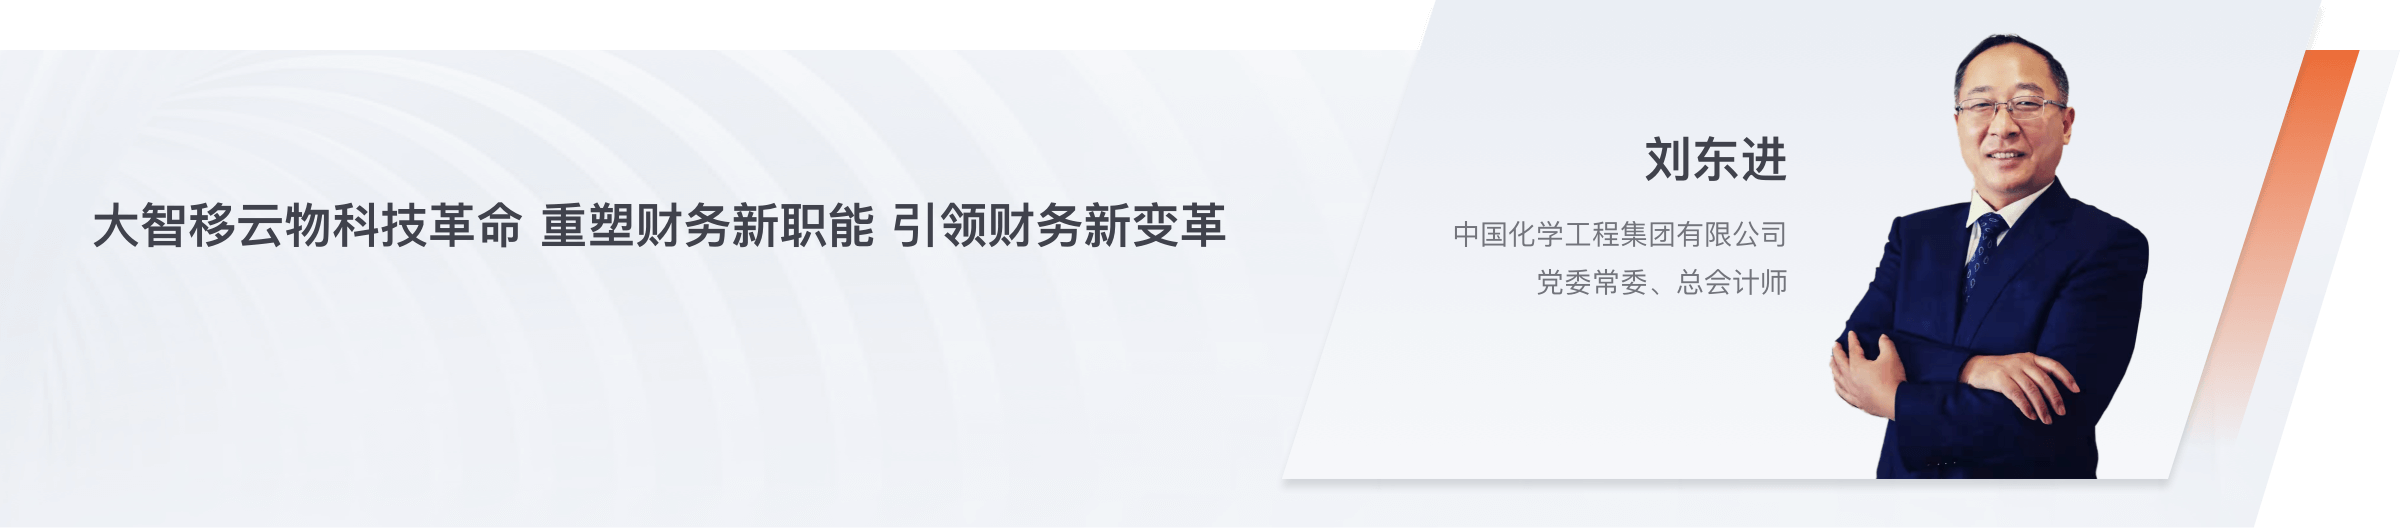 大智移云物科技革命 重塑财务新职能 引领财务新变革
刘东进
中国化学工程集团有限公司
党委常委、总会计师